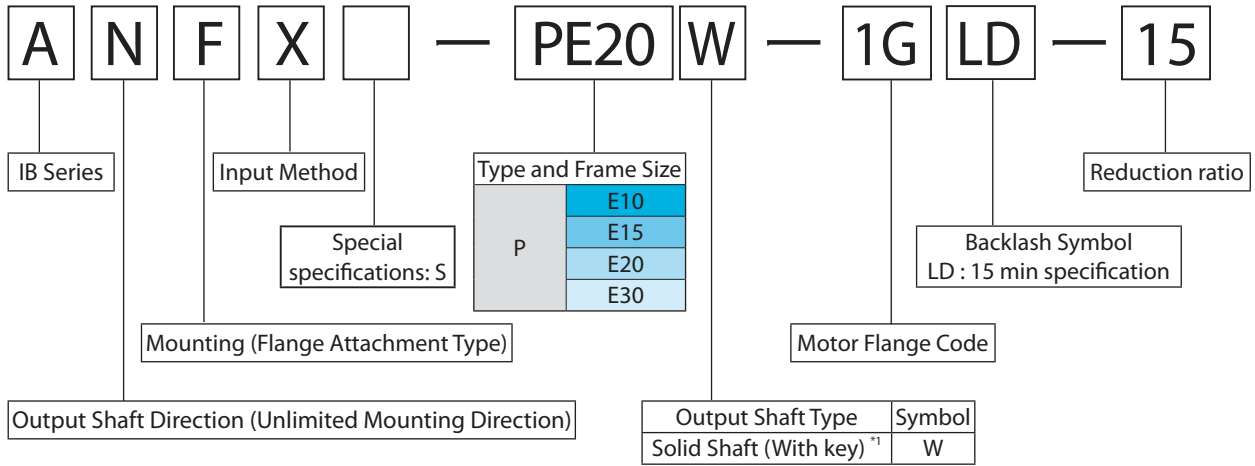 A N F X — PE20 W — 1G LD — 15
IB Series
Input Method
Type and Frame Size
P
E10
E15
E20
E30
Reduction ratio
Special
specifications: S
Backlash Symbol
LD : 15 min specification
Mounting (Flange Attachment Type)
Motor Flange Code
Output Shaft Direction (Unlimited Mounting Direction)
Output Shaft Type Symbol
Solid Shaft (With key) *1 W